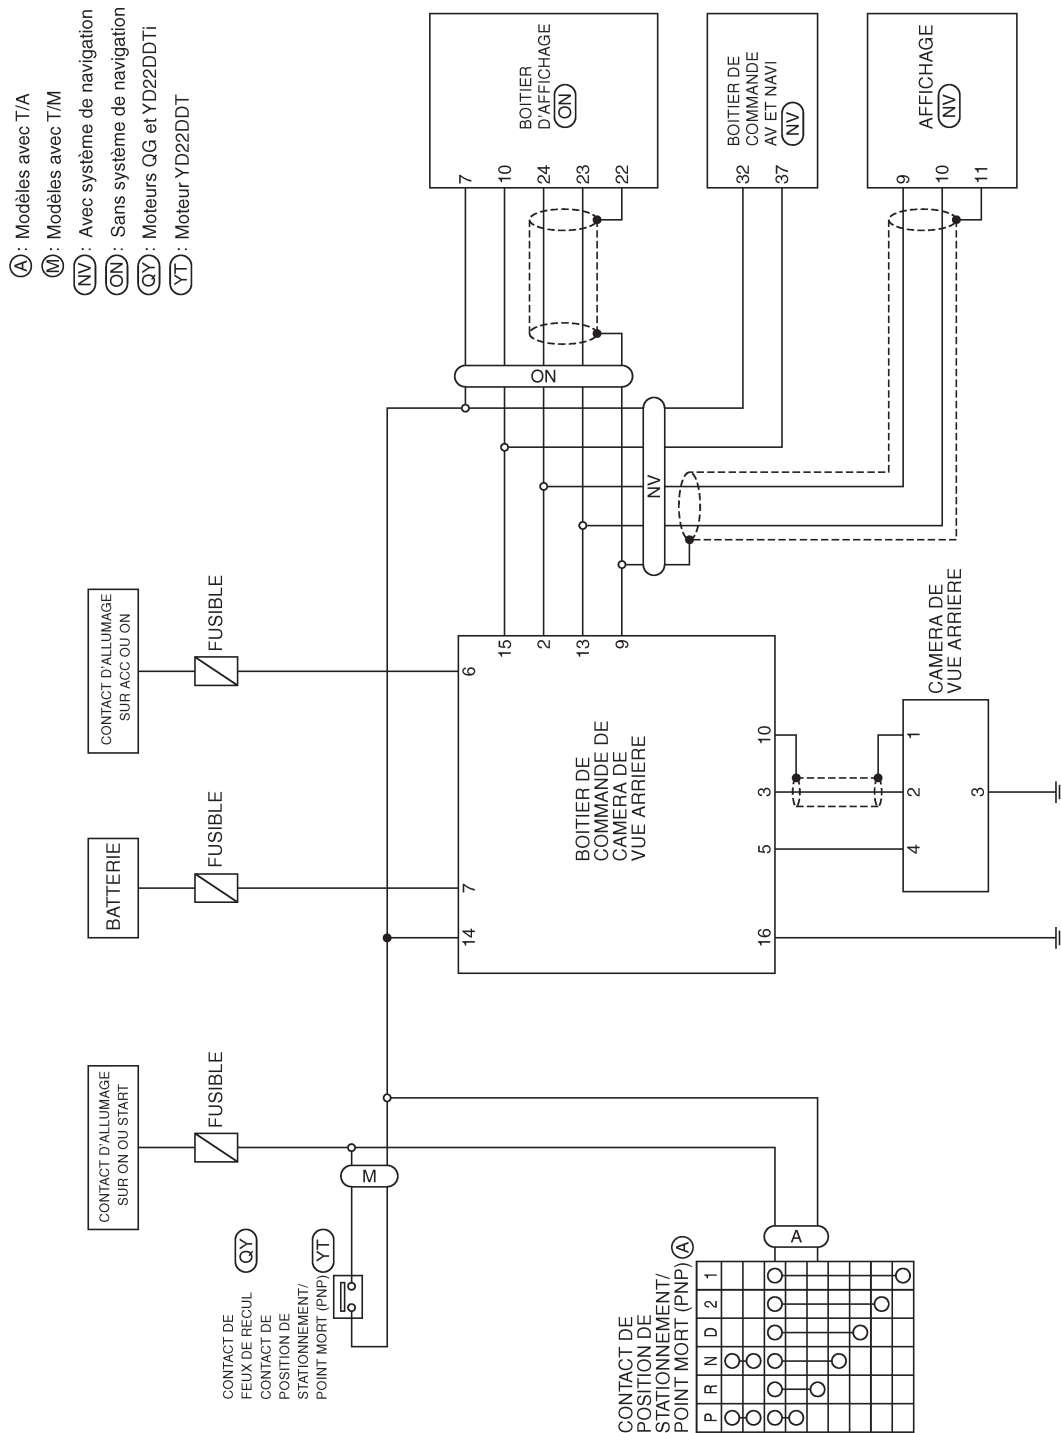 A : Modèles avec T/A
M : Modèles avec T/M
NV : Avec système de navigation
ON : Sans système de navigation
QY : Moteurs QG et YD22DDTi
YT : Moteur YD22DDT
BOITIER
D'AFFICHAGE
ON
7
10
24
23
22
BOITIER DE
COMMANDE
AV ET NAVI
NV
32
37
AFFICHAGE
NV
9
10
11
ON
NV
CONTACT D'ALLUMAGE
SUR ACC OU ON
FUSIBLE
BATTERIE
FUSIBLE
CONTACT D'ALLUMAGE
SUR ON OU START
FUSIBLE
6
7
14
15
2
13
9
BOITIER DE
COMMANDE DE
CAMERA DE
VUE ARRIERE
10
3
5
16
CAMERA DE
VUE ARRIERE
1
2
4
3
M
CONTACT DE
FEUX DE RECUL QY
CONTACT DE
POSITION DE
STATIONNEMENT/
POINT MORT (PNP) YT
A
CONTACT DE
POSITION DE
STATIONNEMENT/
POINT MORT (PNP) A
P R N D 2 1